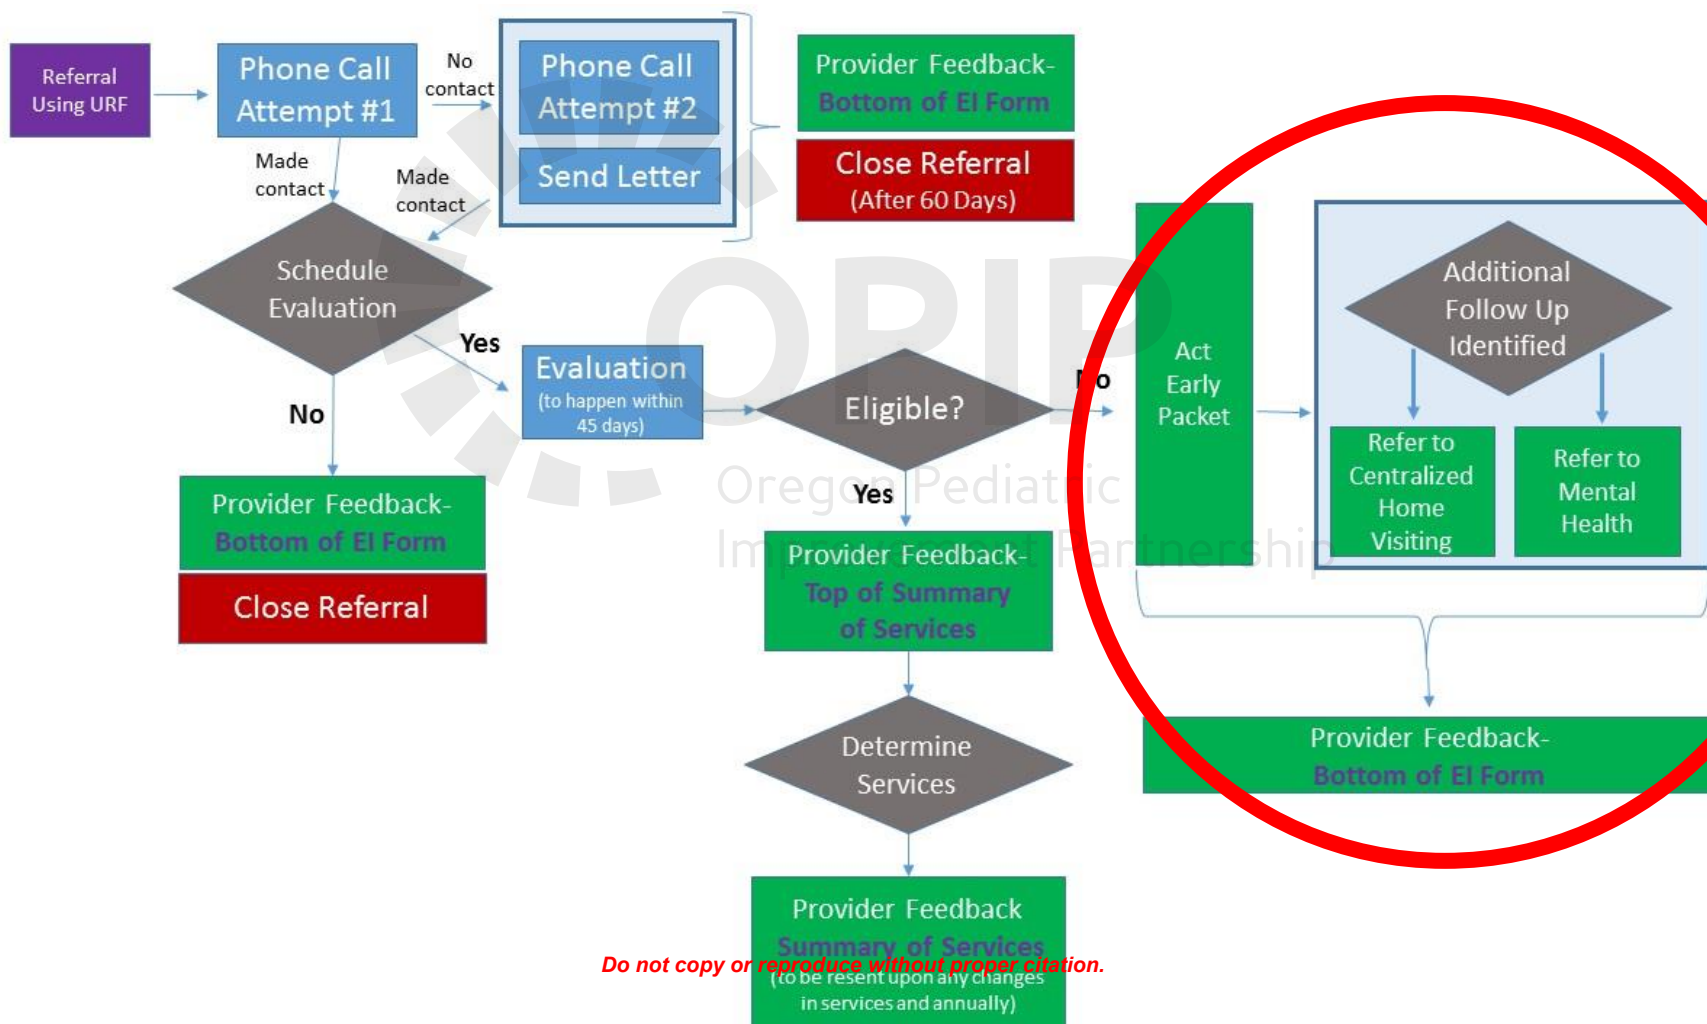 Referral
Using URF
Phone Call
Attempt #1
No
contact
Phone Call
Attempt #2
Send Letter
Provider Feedback-
Bottom of EI Form
Close Referral
(After 60 Days)
Made
contact
Made
contact
Schedule
Evaluation
Yes
No
Evaluation
(to happen within
45 days)
Eligible?
No
Yes
Act
Early
Packet
Additional
Follow Up
Identified
Refer to
Centralized
Home
Visiting
Refer to
Mental
Health
Provider Feedback-
Bottom of EI Form
Close Referral
Provider Feedback-
Top of Summary
of Services
Determine
Services
Provider Feedback-
Bottom of EI Form
Provider Feedback
Summary of Services
(to be resent upon any changes
in services and annually)
OPIP
Oregon Pediatric
Improvement Partnership
Do not copy or reproduce without proper citation.